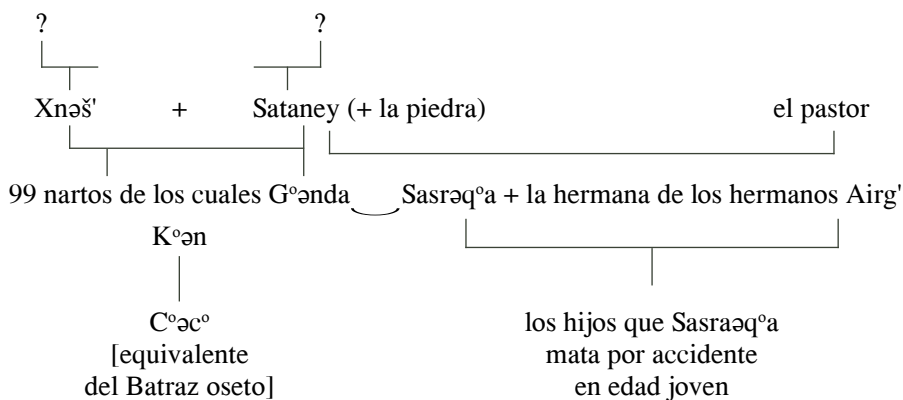 ? ?
Xnəš' + Sataney (+ la piedra) el pastor
99 nartos de los cuales Gºənda Sasrəqºa + la hermana de los hermanos Airg'
Kºən
Cºəcº los hijos que Sasraəqºa
[equivalente mata por accidente
del Batraz oseto] en edad joven